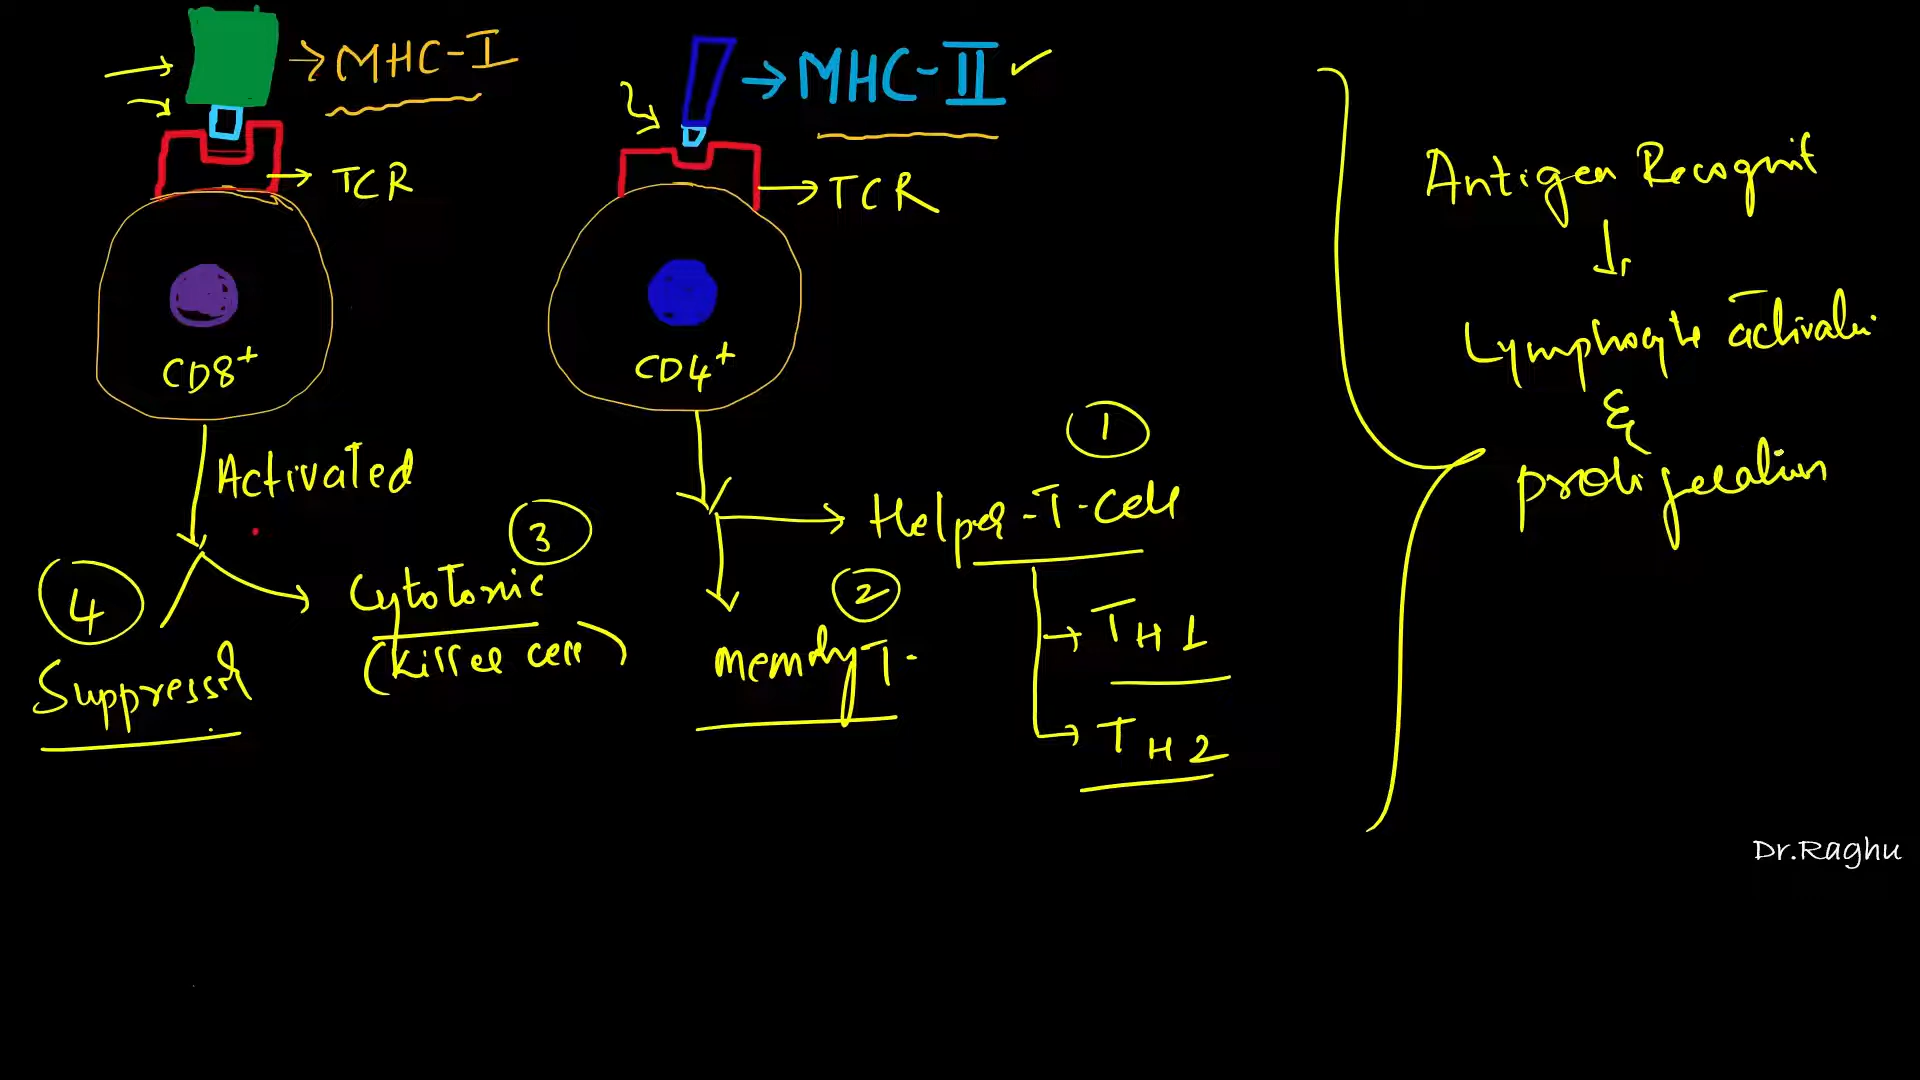 MHC-I
TCR
CD8+
Activated
4
Suppressor
3
Cytotoxic
(killer cell)
MHC-II
TCR
CD4+
1
Helper-T-Cell
2
Memory T.
TH1
TH2
Antigen Recognit
Lymphocyte activati
&
proliferation
Dr.Raghu